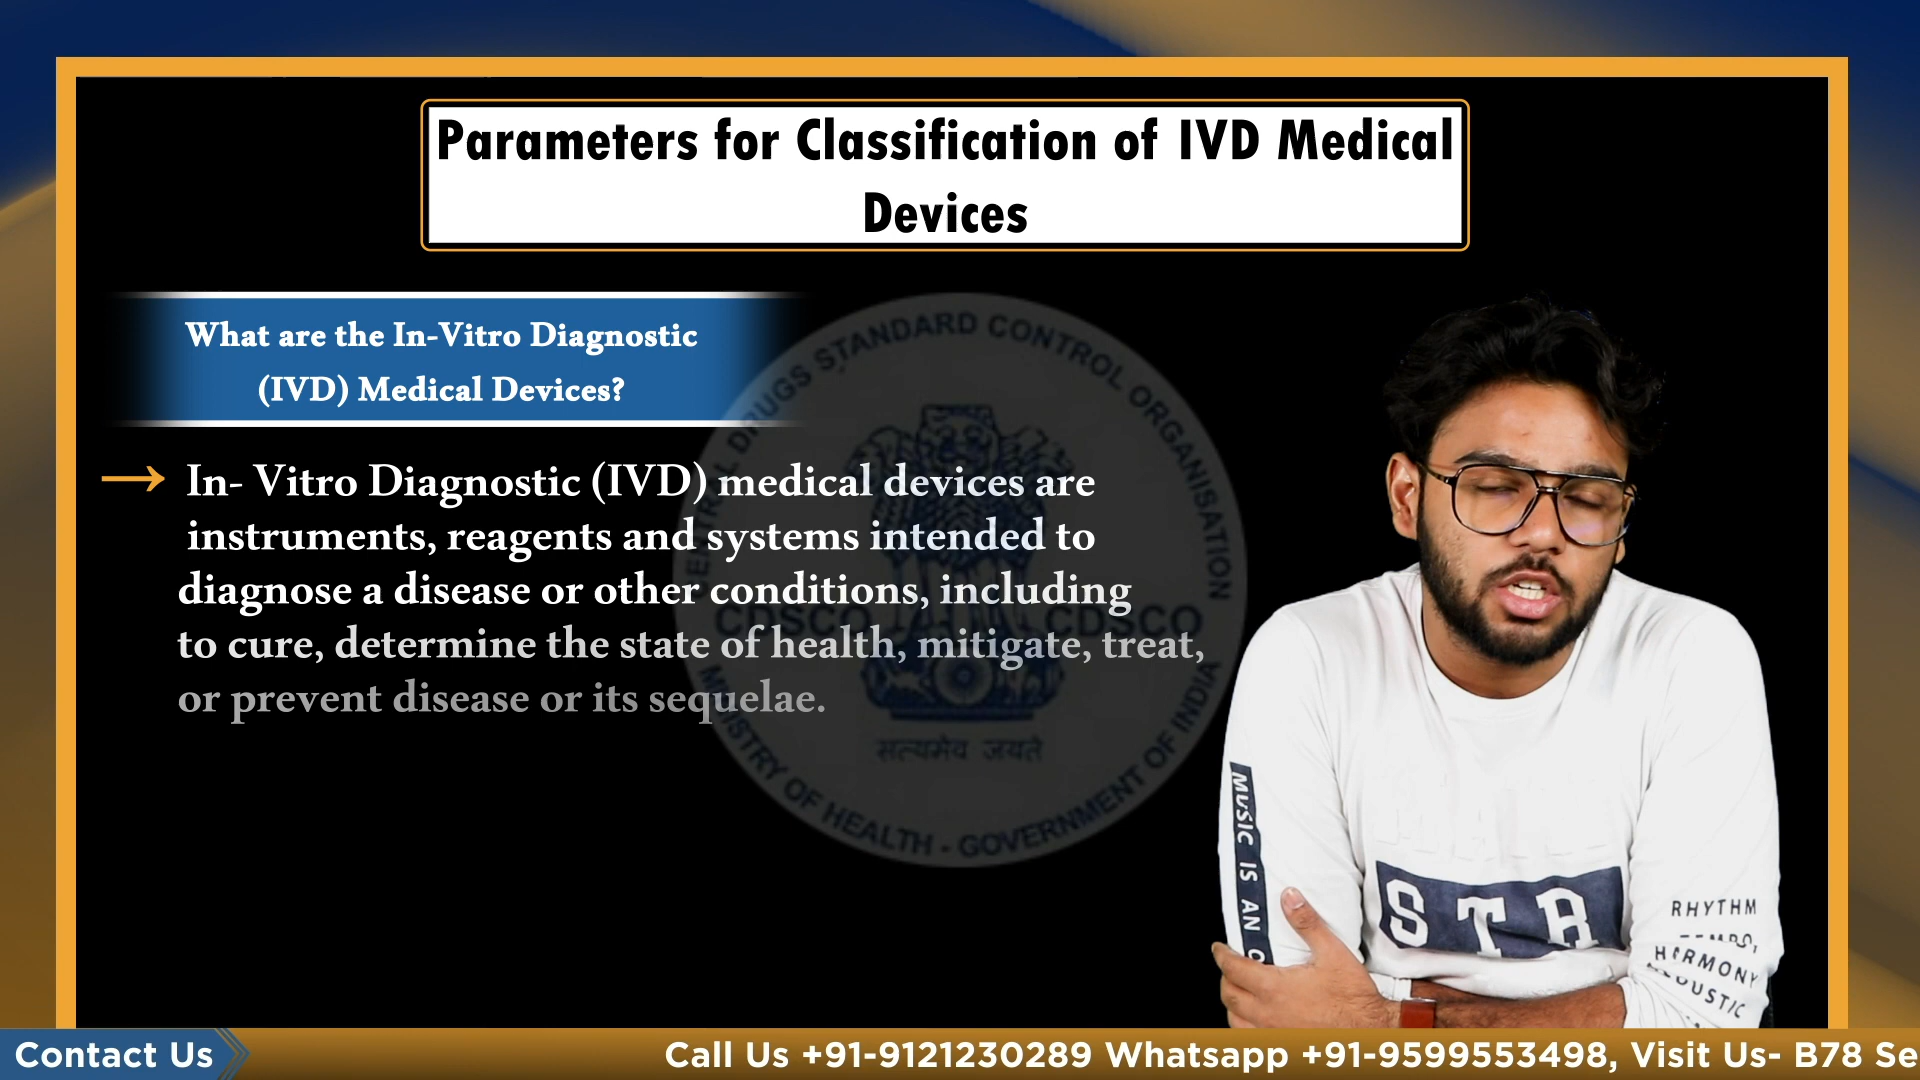 Parameters for Classification of IVD Medical
Devices
What are the In-Vitro Diagnostic
(IVD) Medical Devices?
→ In- Vitro Diagnostic (IVD) medical devices are
instruments, reagents and systems intended to
diagnose a disease or other conditions, including
to cure, determine the state of health, mitigate, treat,
or prevent disease or its sequelae.
CENTRAL DRUGS STANDARD CONTROL ORGANISATION
CDSCO CDSCO
सत्यमेव जयते
MINISTRY OF HEALTH - GOVERNMENT OF INDIA
MUSIC IS AN
STR
RHYTHM
HARMONY
Contact Us
Call Us +91-9121230289 Whatsapp +91-9599553498, Visit Us- B78 Se